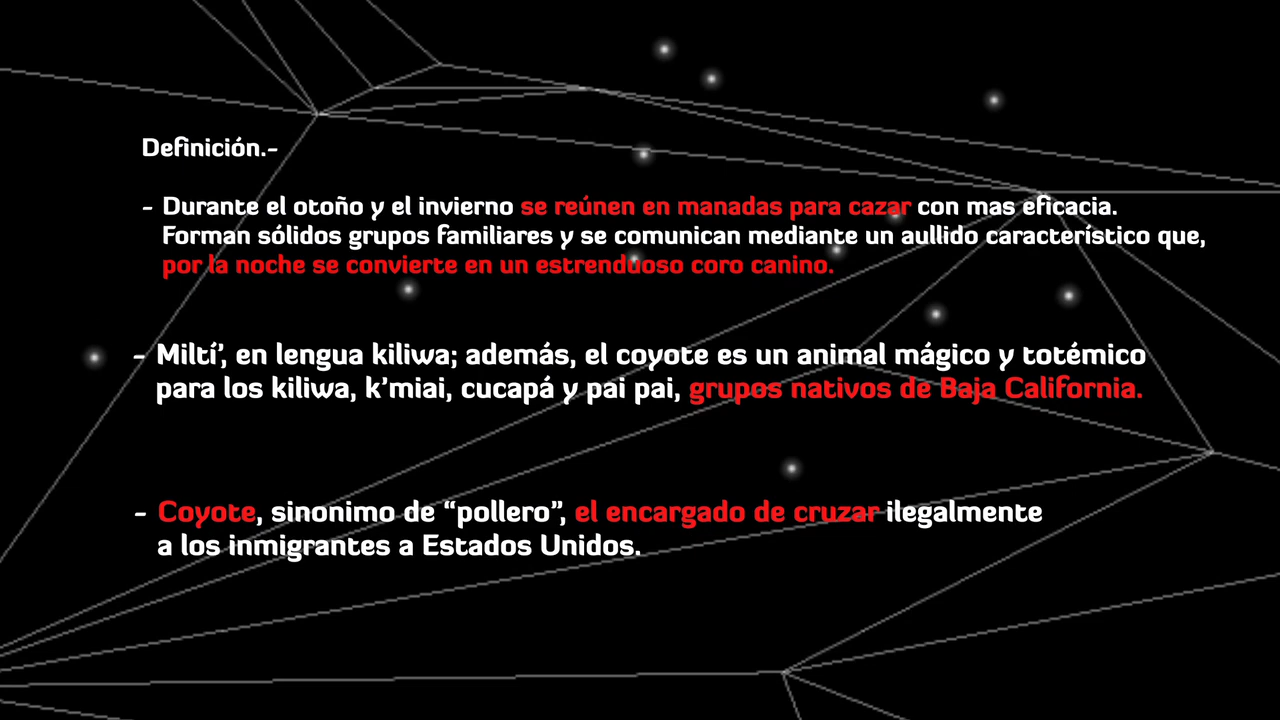 Definición.-
- Durante el otoño y el invierno se reúnen en manadas para cazar con mas eficacia.
Forman sólidos grupos familiares y se comunican mediante un aullido característico que,
por la noche se convierte en un estrenduoso coro canino.
- Miltí’, en lengua kiliwa; además, el coyote es un animal mágico y totémico
para los kiliwa, k’miai, cucapá y pai pai, grupos nativos de Baja California.
- Coyote, sinonimo de “pollero”, el encargado de cruzar ilegalmente
a los inmigrantes a Estados Unidos.